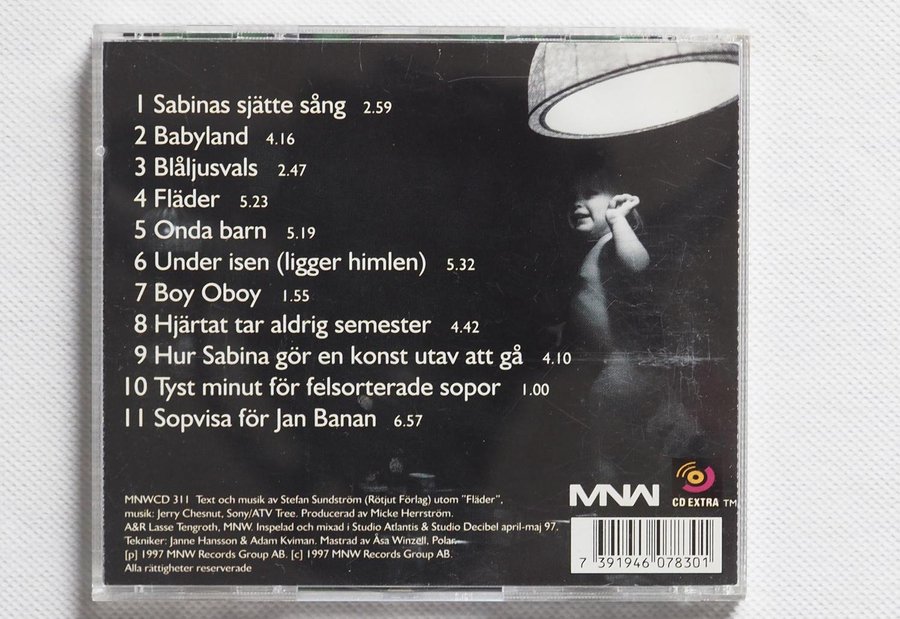 1 Sabinas sjätte sång 2.59
2 Babyland 4.16
3 Blåljusvals 2.47
4 Fläder 5.23
5 Onda barn 5.19
6 Under isen (ligger himlen) 5.32
7 Boy Oboy 1.55
8 Hjärtat tar aldrig semester 4.42
9 Hur Sabina gör en konst utav att gå 4.10
10 Tyst minut för felsorterade sopor 1.00
11 Sopvisa för Jan Banan 6.57
MNWCD 311 Text och musik av Stefan Sundström (Rötjut Förlag) utom "Fläder",
musik: Jerry Chesnut, Sony/ATV Tree. Producerad av Micke Herrström.
A&R Lasse Tengroth, MNW. Inspelad och mixad i Studio Atlantis & Studio Decibel april-maj 97.
Tekniker: Janne Hansson & Adam Kviman. Mastrad av Åsa Winzell, Polar.
[p] 1997 MNW Records Group AB. [c] 1997 MNW Records Group AB.
Alla rättigheter reserverade
MNW
CD EXTRA TM
7 391946 078301